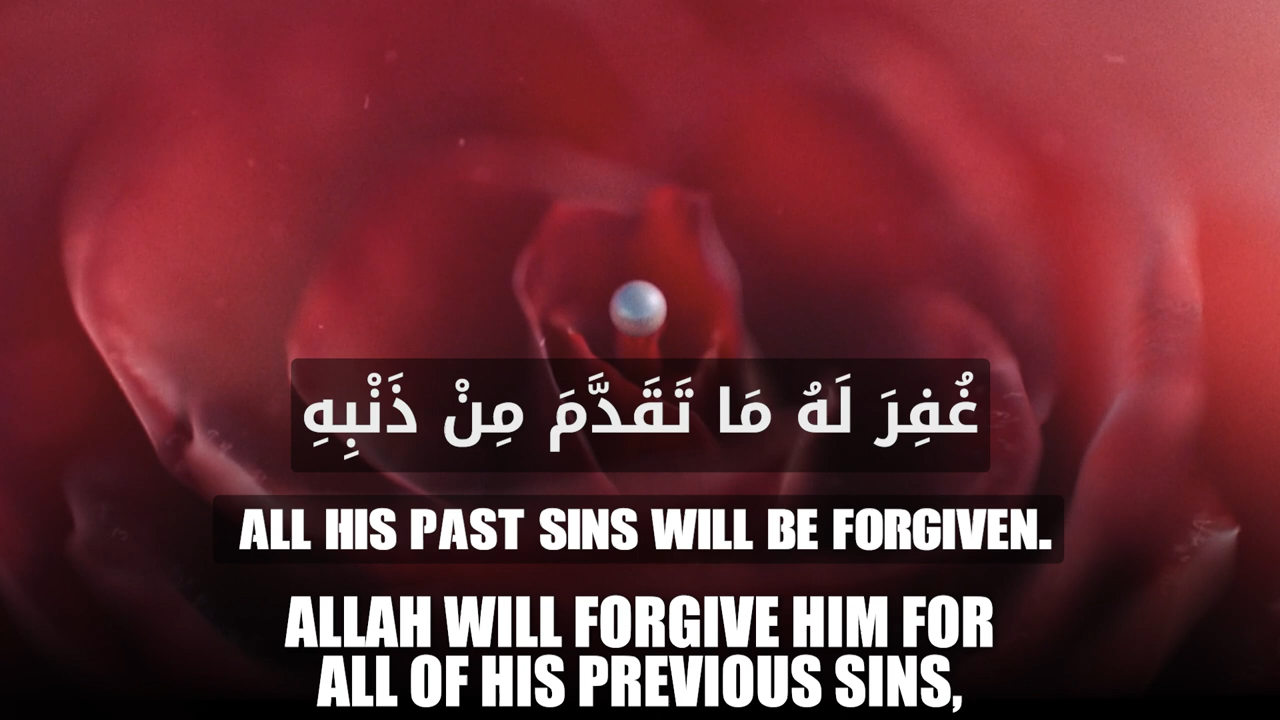 غُفِرَ لَهُ مَا تَقَدَّمَ مِنْ ذَنْبِهِ
ALL HIS PAST SINS WILL BE FORGIVEN.
ALLAH WILL FORGIVE HIM FOR
ALL OF HIS PREVIOUS SINS,